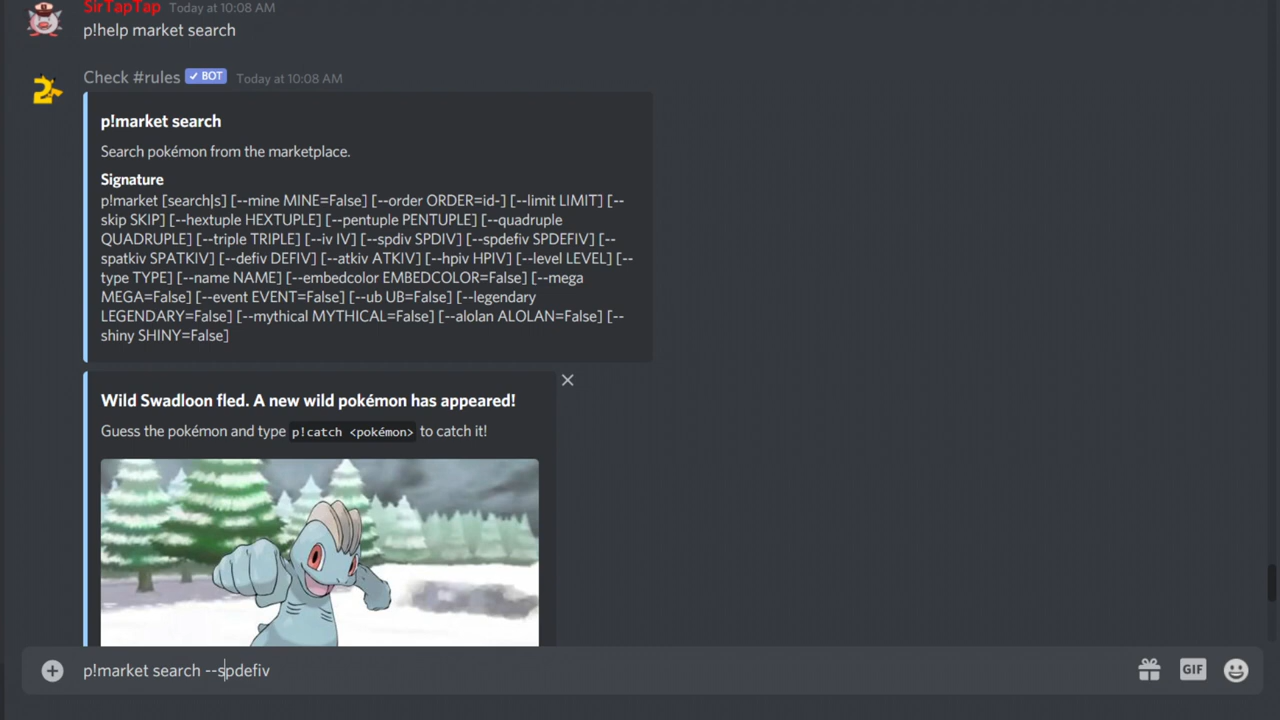 SirTapTap Today at 10:08 AM
p!help market search
Check #rules ✔ BOT Today at 10:08 AM
p!market search
Search pokémon from the marketplace.
Signature
p!market [search|s] [--mine MINE=False] [--order ORDER=id-] [--limit LIMIT] [--
skip SKIP] [--hextuple HEXTUPLE] [--pentuple PENTUPLE] [--quadruple
QUADRUPLE] [--triple TRIPLE] [--iv IV] [--spdiv SPDIV] [--spdefiv SPDEFIV] [--
spatkiv SPATKIV] [--defiv DEFIV] [--atkiv ATKIV] [--hpiv HPIV] [--level LEVEL] [--
type TYPE] [--name NAME] [--embedcolor EMBEDCOLOR=False] [--mega
MEGA=False] [--event EVENT=False] [--ub UB=False] [--legendary
LEGENDARY=False] [--mythical MYTHICAL=False] [--alolan ALOLAN=False] [--
shiny SHINY=False]
Wild Swadloon fled. A new wild pokémon has appeared!
Guess the pokémon and type p!catch <pokémon> to catch it!
p!market search --spdefiv
GIF